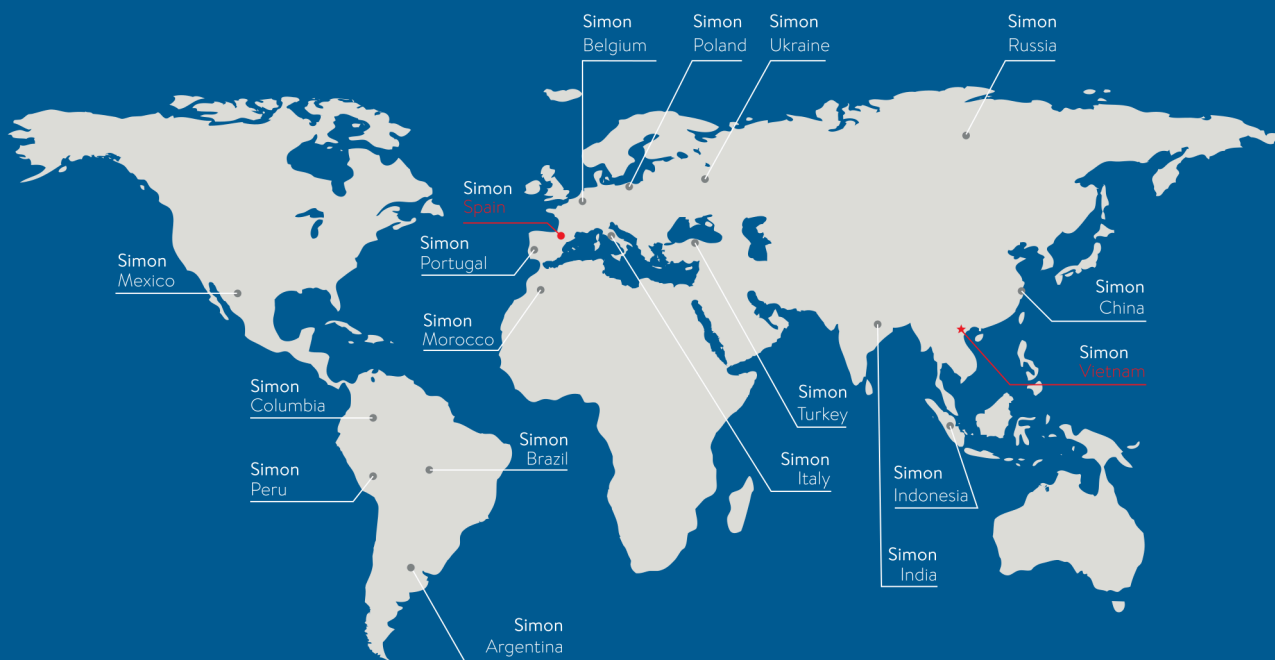 Simon
Belgium
Simon
Poland
Simon
Ukraine
Simon
Russia
Simon
Spain
Simon
Portugal
Simon
Mexico
Simon
China
Simon
Morocco
Simon
Vietnam
Simon
Columbia
Simon
Turkey
Simon
Brazil
Simon
Italy
Simon
Peru
Simon
Indonesia
Simon
India
Simon
Argentina